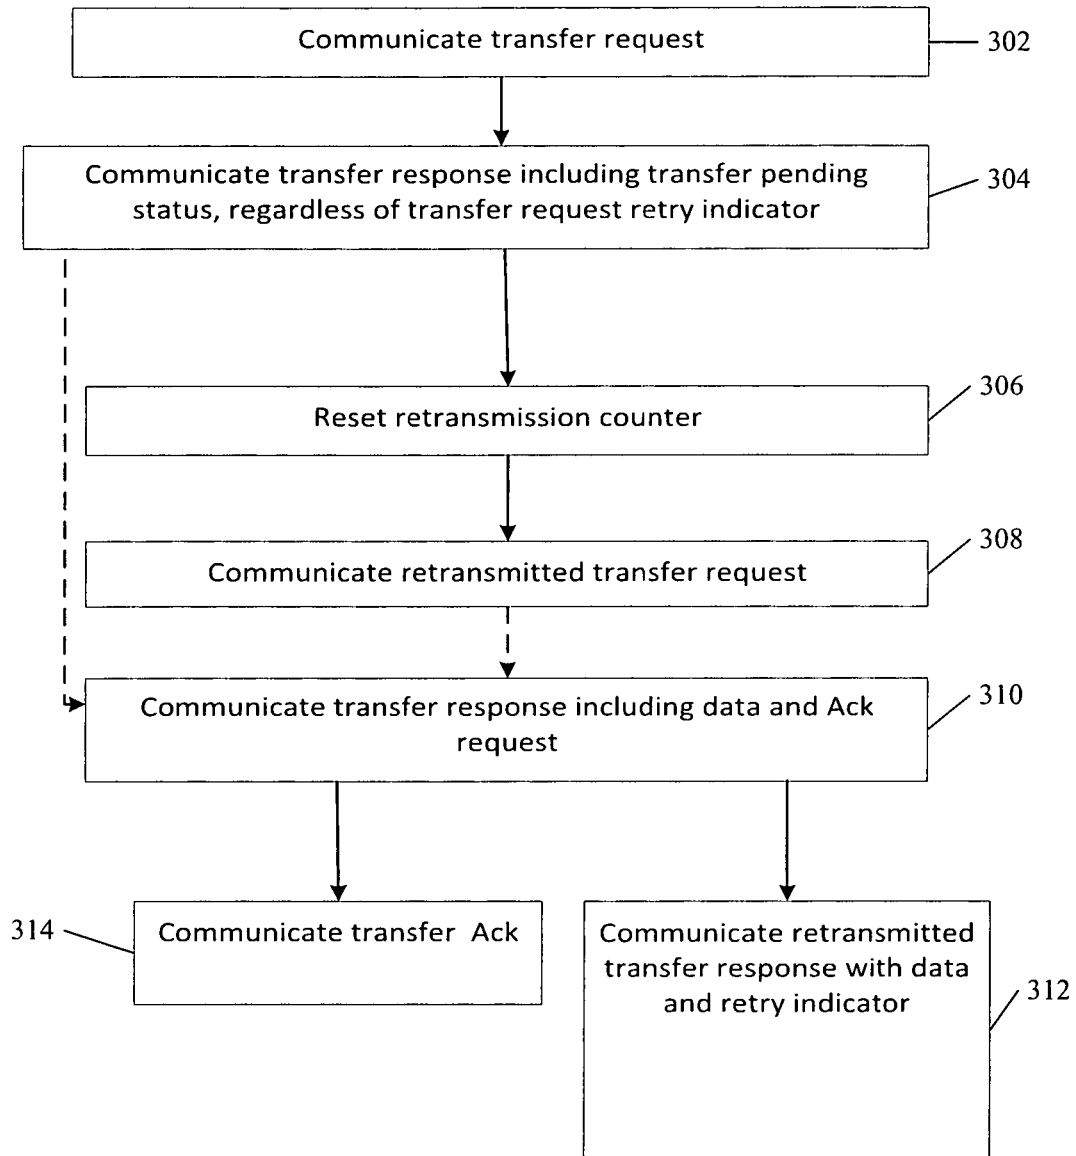 Communicate transfer request
302
Communicate transfer response including transfer pending
status, regardless of transfer request retry indicator
304
Reset retransmission counter
306
Communicate retransmitted transfer request
308
Communicate transfer response including data and Ack
request
310
314
Communicate transfer Ack
Communicate retransmitted
transfer response with data
and retry indicator
312